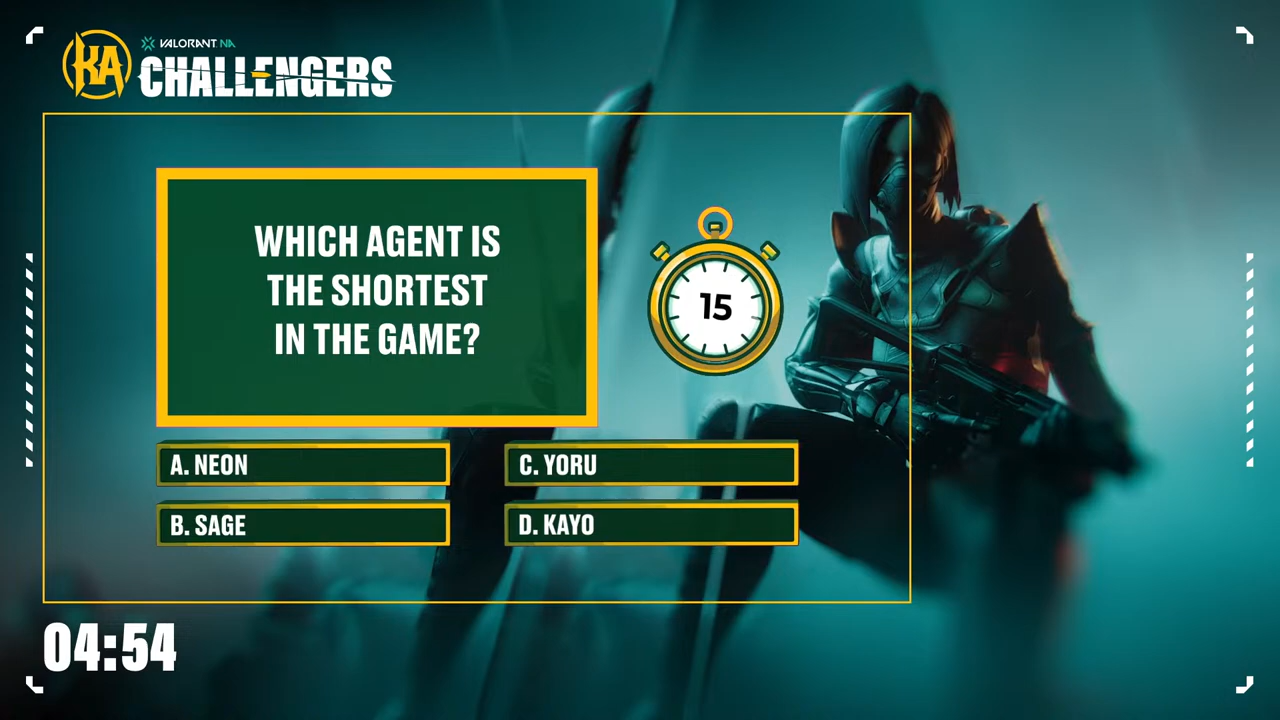 KA
VALORANT NA
CHALLENGERS
WHICH AGENT IS
THE SHORTEST
IN THE GAME?
15
A. NEON
C. YORU
B. SAGE
D. KAYO
04:54